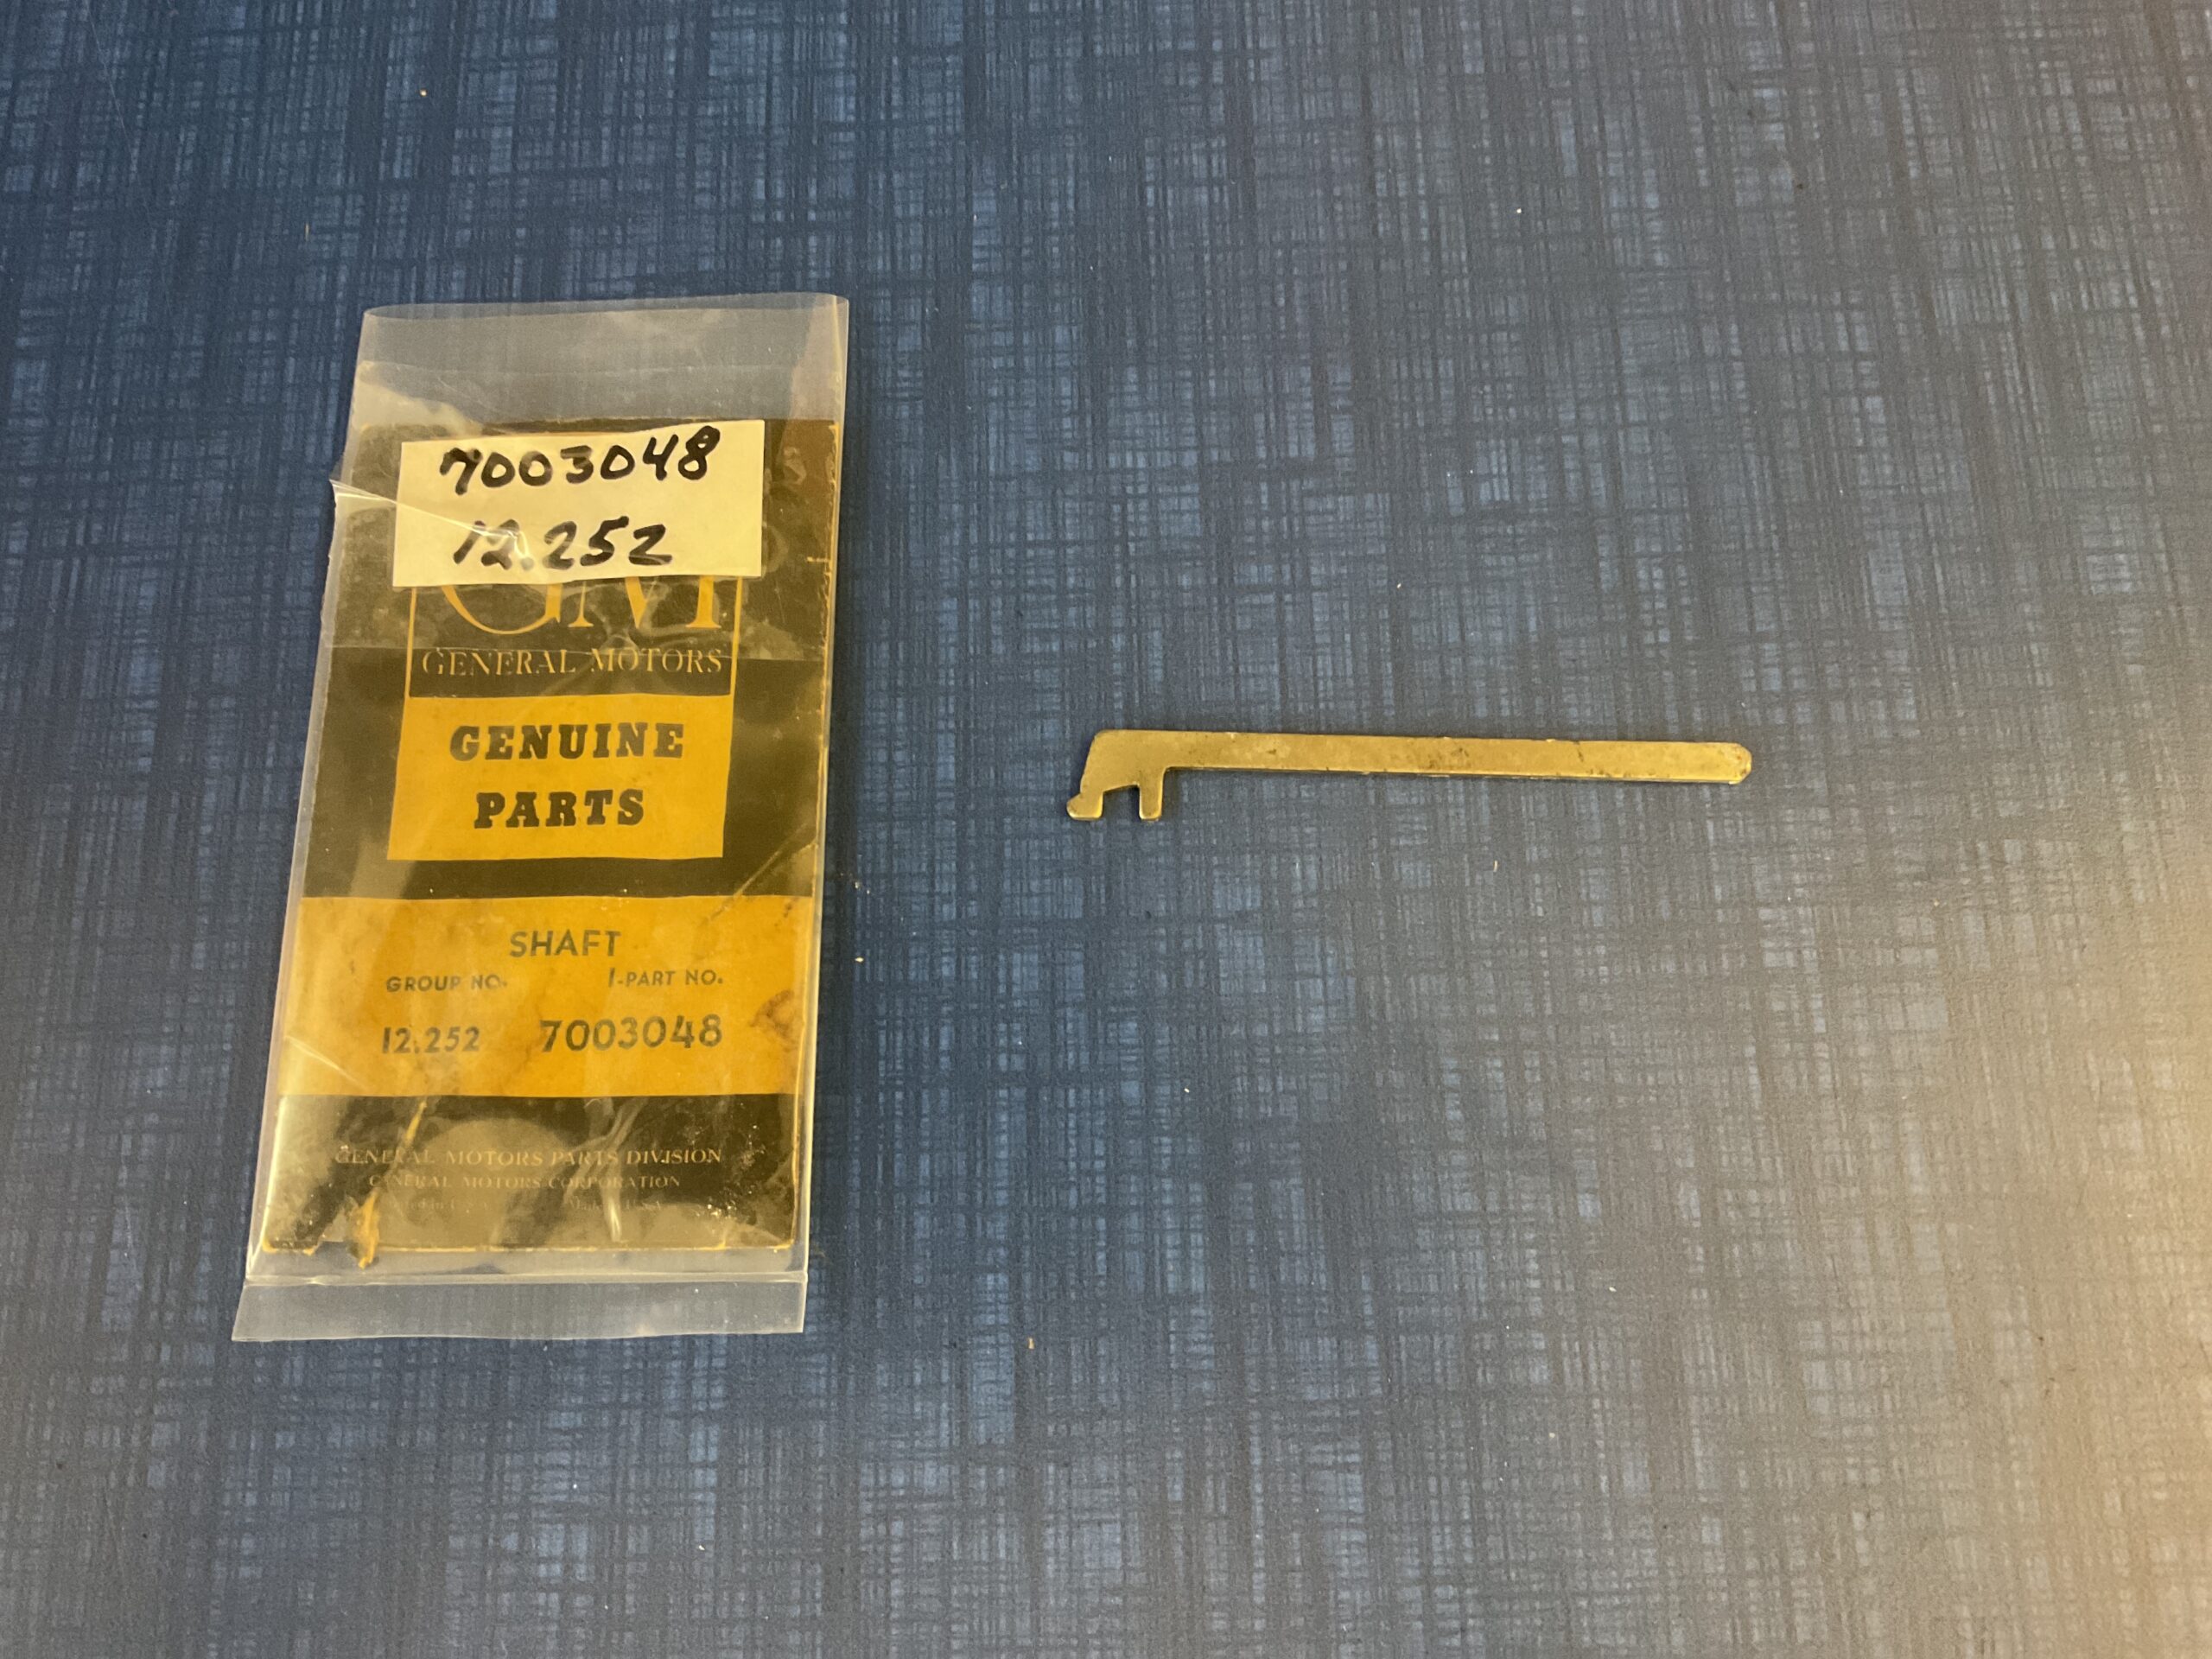 7003048
12.252
GM
GENERAL MOTORS
GENUINE
PARTS
SHAFT
GROUP NO. 1-PART NO.
12.252 7003048
GENERAL MOTORS PARTS DIVISION
GENERAL MOTORS CORPORATION